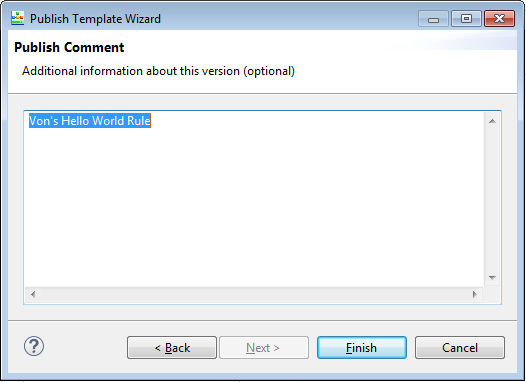 Publish Template Wizard
Publish Comment
Additional information about this version (optional)
Von's Hello World Rule
?
< Back
Next >
Finish
Cancel